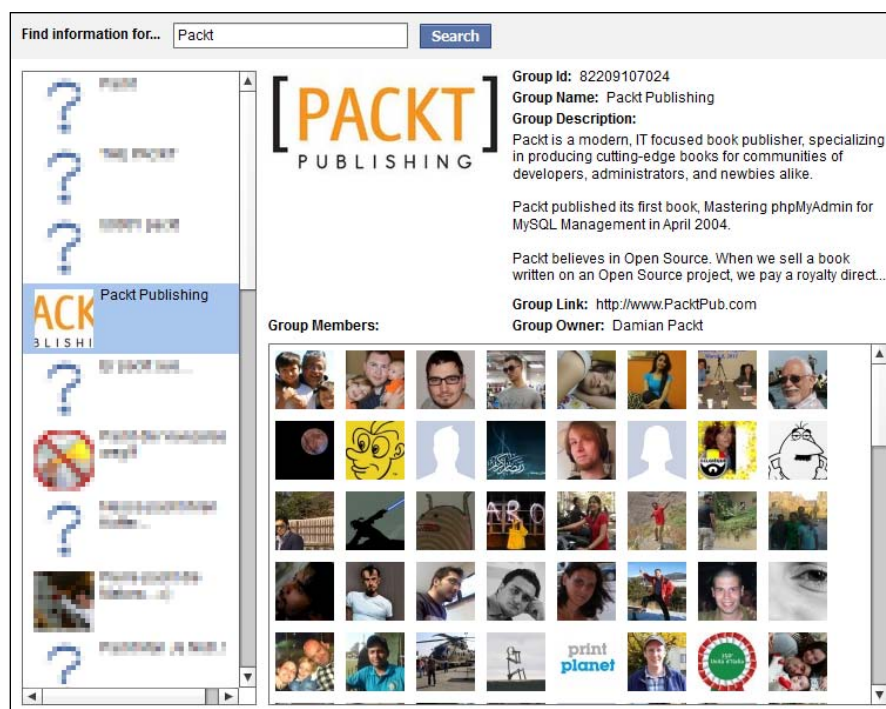 Find information for...
Packt
Search
[PACKT]
PUBLISHING
Group Id: 82209107024
Group Name: Packt Publishing
Group Description:
Packt is a modern, IT focused book publisher, specializing
in producing cutting-edge books for communities of
developers, administrators, and newbies alike.
Packt published its first book, Mastering phpMyAdmin for
MySQL Management in April 2004.
Packt believes in Open Source. When we sell a book
written on an Open Source project, we pay a royalty direct...
Group Link: http://www.PacktPub.com
Group Owner: Damian Packt
Packt Publishing
ACK
BLISHI
Group Members:
print
planet